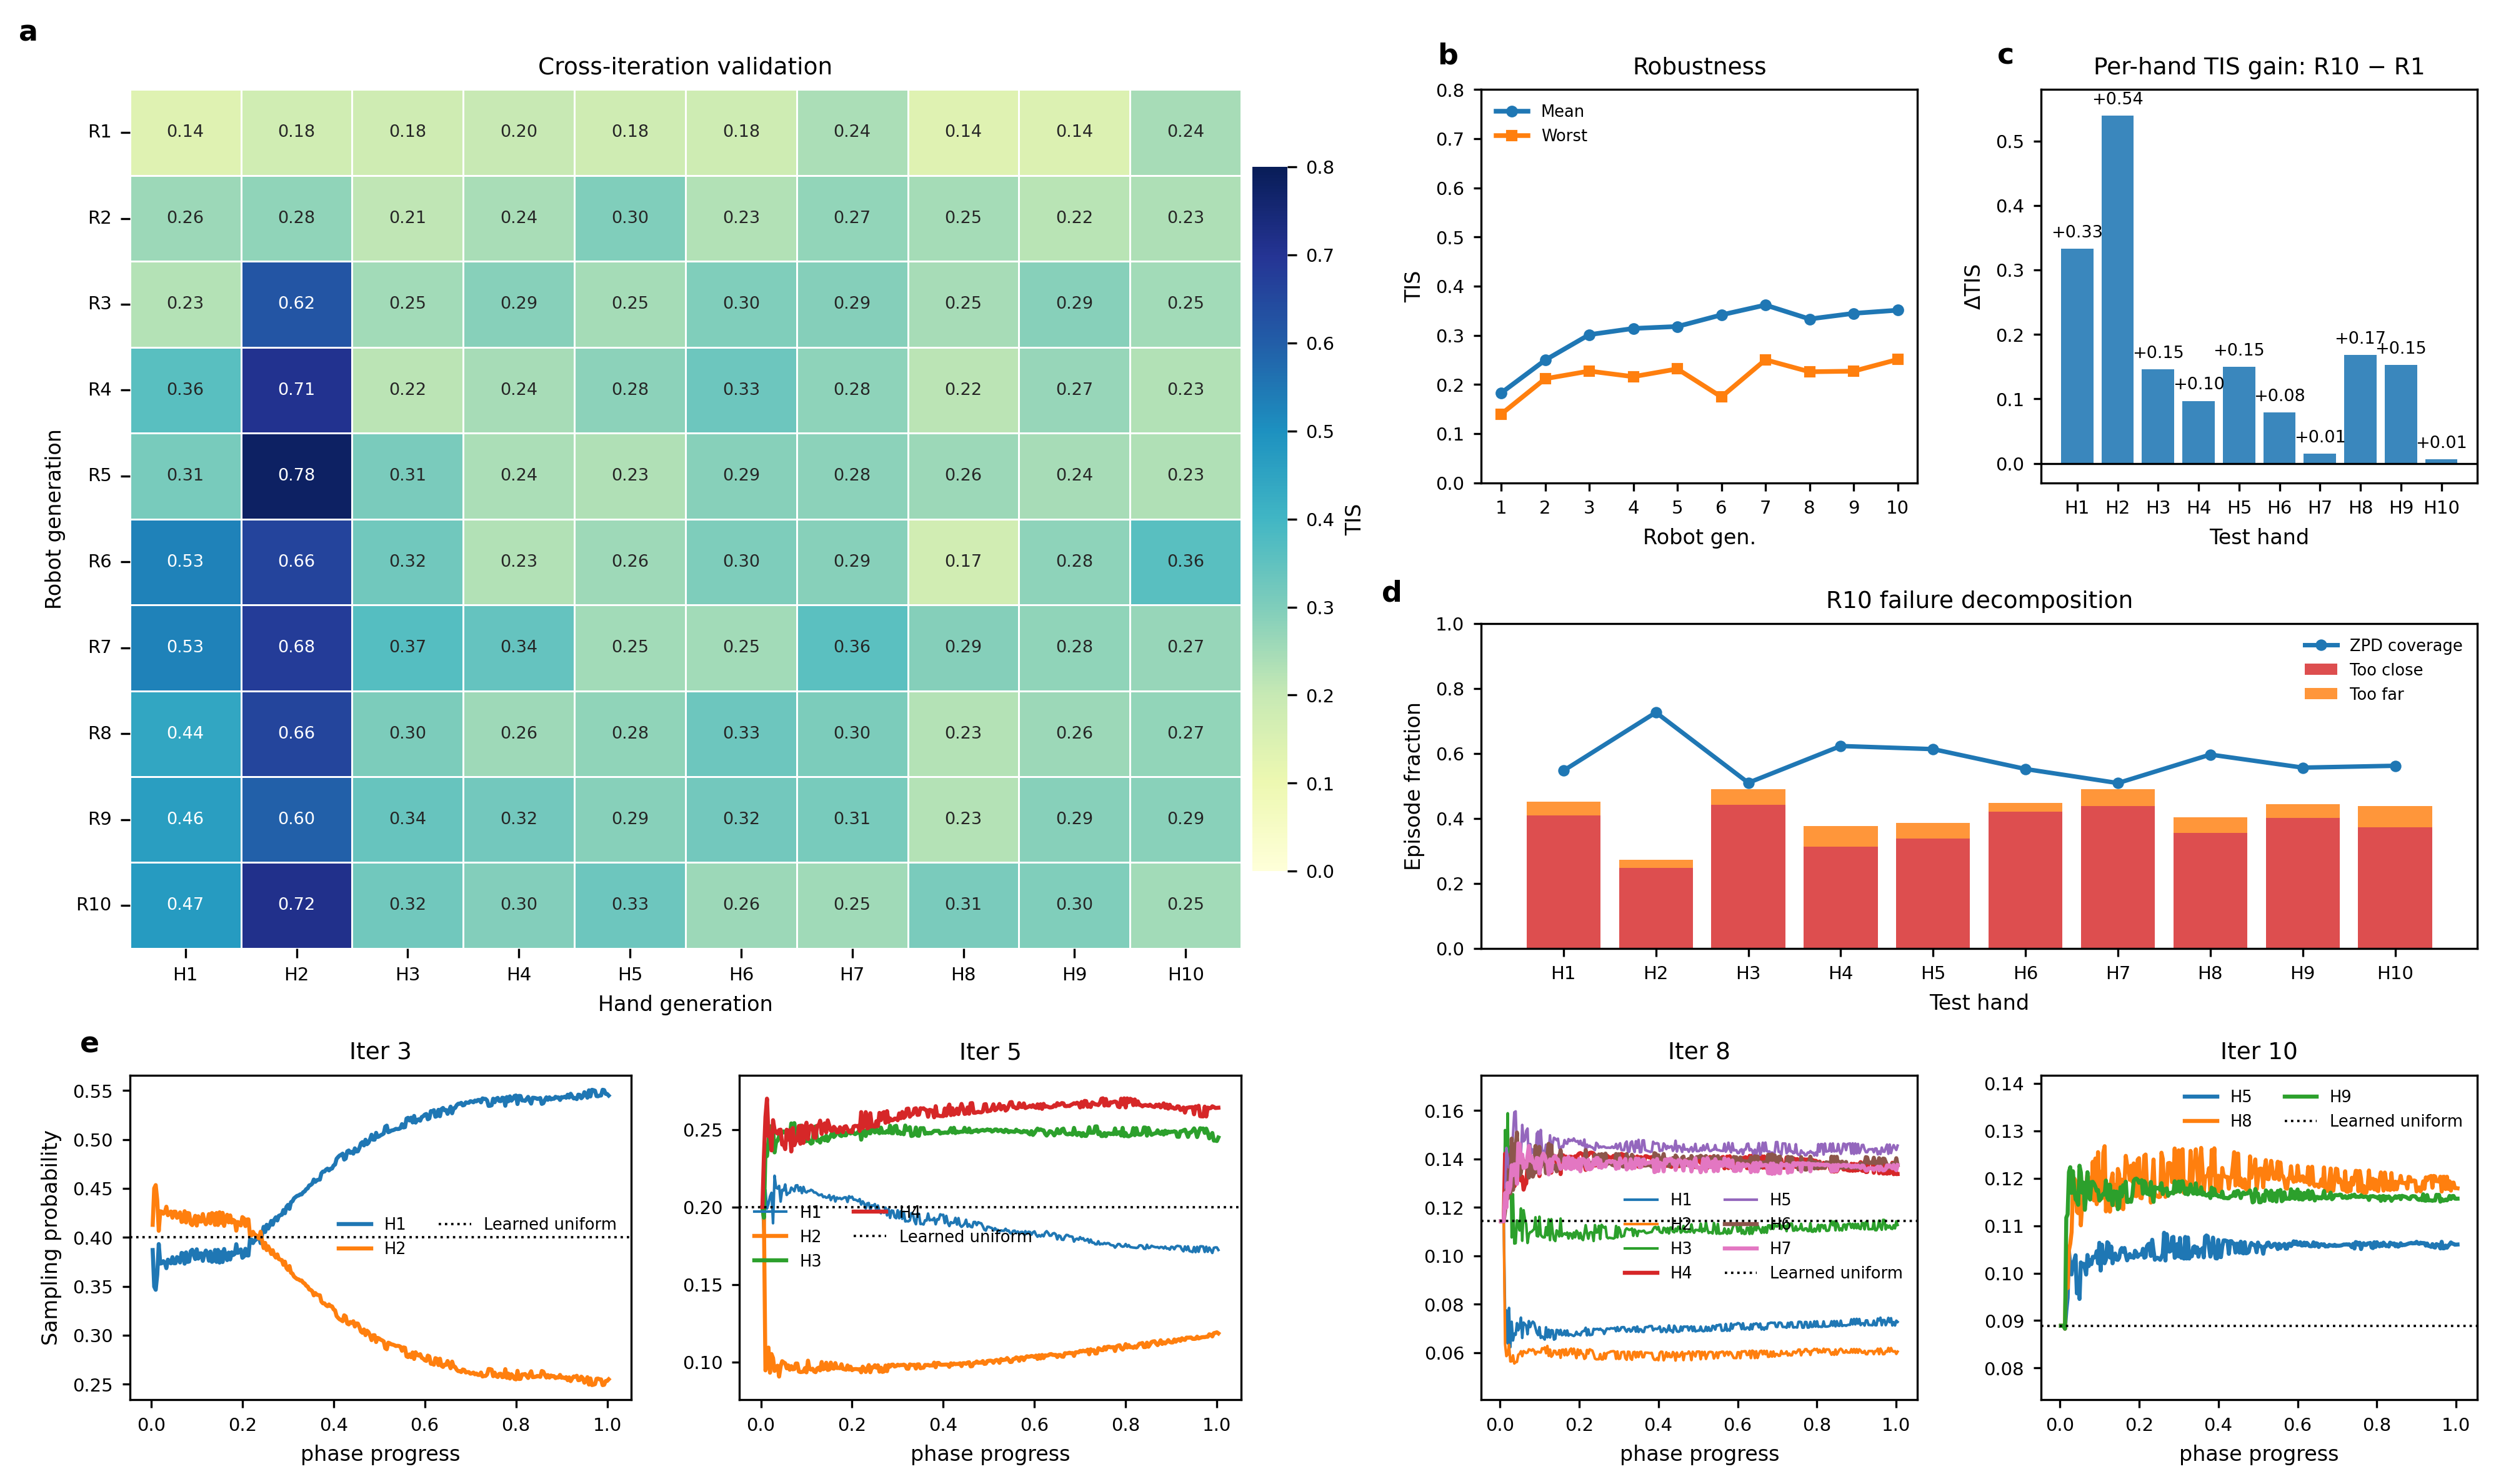 a
Cross-iteration validation
R1 0.14 0.18 0.18 0.20 0.18 0.18 0.24 0.14 0.14 0.24
R2 0.26 0.28 0.21 0.24 0.30 0.23 0.27 0.25 0.22 0.23
R3 0.23 0.62 0.25 0.29 0.25 0.30 0.29 0.25 0.29 0.25
R4 0.36 0.71 0.22 0.24 0.28 0.33 0.28 0.22 0.27 0.23
R5 0.31 0.78 0.31 0.24 0.23 0.29 0.28 0.26 0.24 0.23
R6 0.53 0.66 0.32 0.23 0.26 0.30 0.29 0.17 0.28 0.36
R7 0.53 0.68 0.37 0.34 0.25 0.25 0.36 0.29 0.28 0.27
R8 0.44 0.66 0.30 0.26 0.28 0.33 0.30 0.23 0.26 0.27
R9 0.46 0.60 0.34 0.32 0.29 0.32 0.31 0.23 0.29 0.29
R10 0.47 0.72 0.32 0.30 0.33 0.26 0.25 0.31 0.30 0.25
H1 H2 H3 H4 H5 H6 H7 H8 H9 H10
Hand generation
Robot generation
0.8
0.7
0.6
0.5
0.4
0.3
0.2
0.1
0.0
TIS
b
Robustness
Mean
Worst
0.8
0.7
0.6
0.5
0.4
0.3
0.2
0.1
0.0
TIS
1 2 3 4 5 6 7 8 9 10
Robot gen.
c
Per-hand TIS gain: R10 − R1
+0.33 +0.54 +0.15 +0.10 +0.15 +0.08 +0.01 +0.17 +0.15 +0.01
0.5
0.4
0.3
0.2
0.1
0.0
ΔTIS
H1 H2 H3 H4 H5 H6 H7 H8 H9 H10
Test hand
d
R10 failure decomposition
ZPD coverage
Too close
Too far
1.0
0.8
0.6
0.4
0.2
0.0
Episode fraction
H1 H2 H3 H4 H5 H6 H7 H8 H9 H10
Test hand
e
Iter 3
0.55
0.50
0.45
0.40
0.35
0.30
0.25
Sampling probability
H1 Learned uniform
H2
0.0 0.2 0.4 0.6 0.8 1.0
phase progress
Iter 5
0.25
0.20
0.15
0.10
H1 H4
H2 Learned uniform
H3
0.0 0.2 0.4 0.6 0.8 1.0
phase progress
Iter 8
0.16
0.14
0.12
0.10
0.08
0.06
H1 H5
H2 H6
H3 H7
H4 Learned uniform
0.0 0.2 0.4 0.6 0.8 1.0
phase progress
Iter 10
0.14
0.13
0.12
0.11
0.10
0.09
0.08
H5 H9
H8 Learned uniform
0.0 0.2 0.4 0.6 0.8 1.0
phase progress